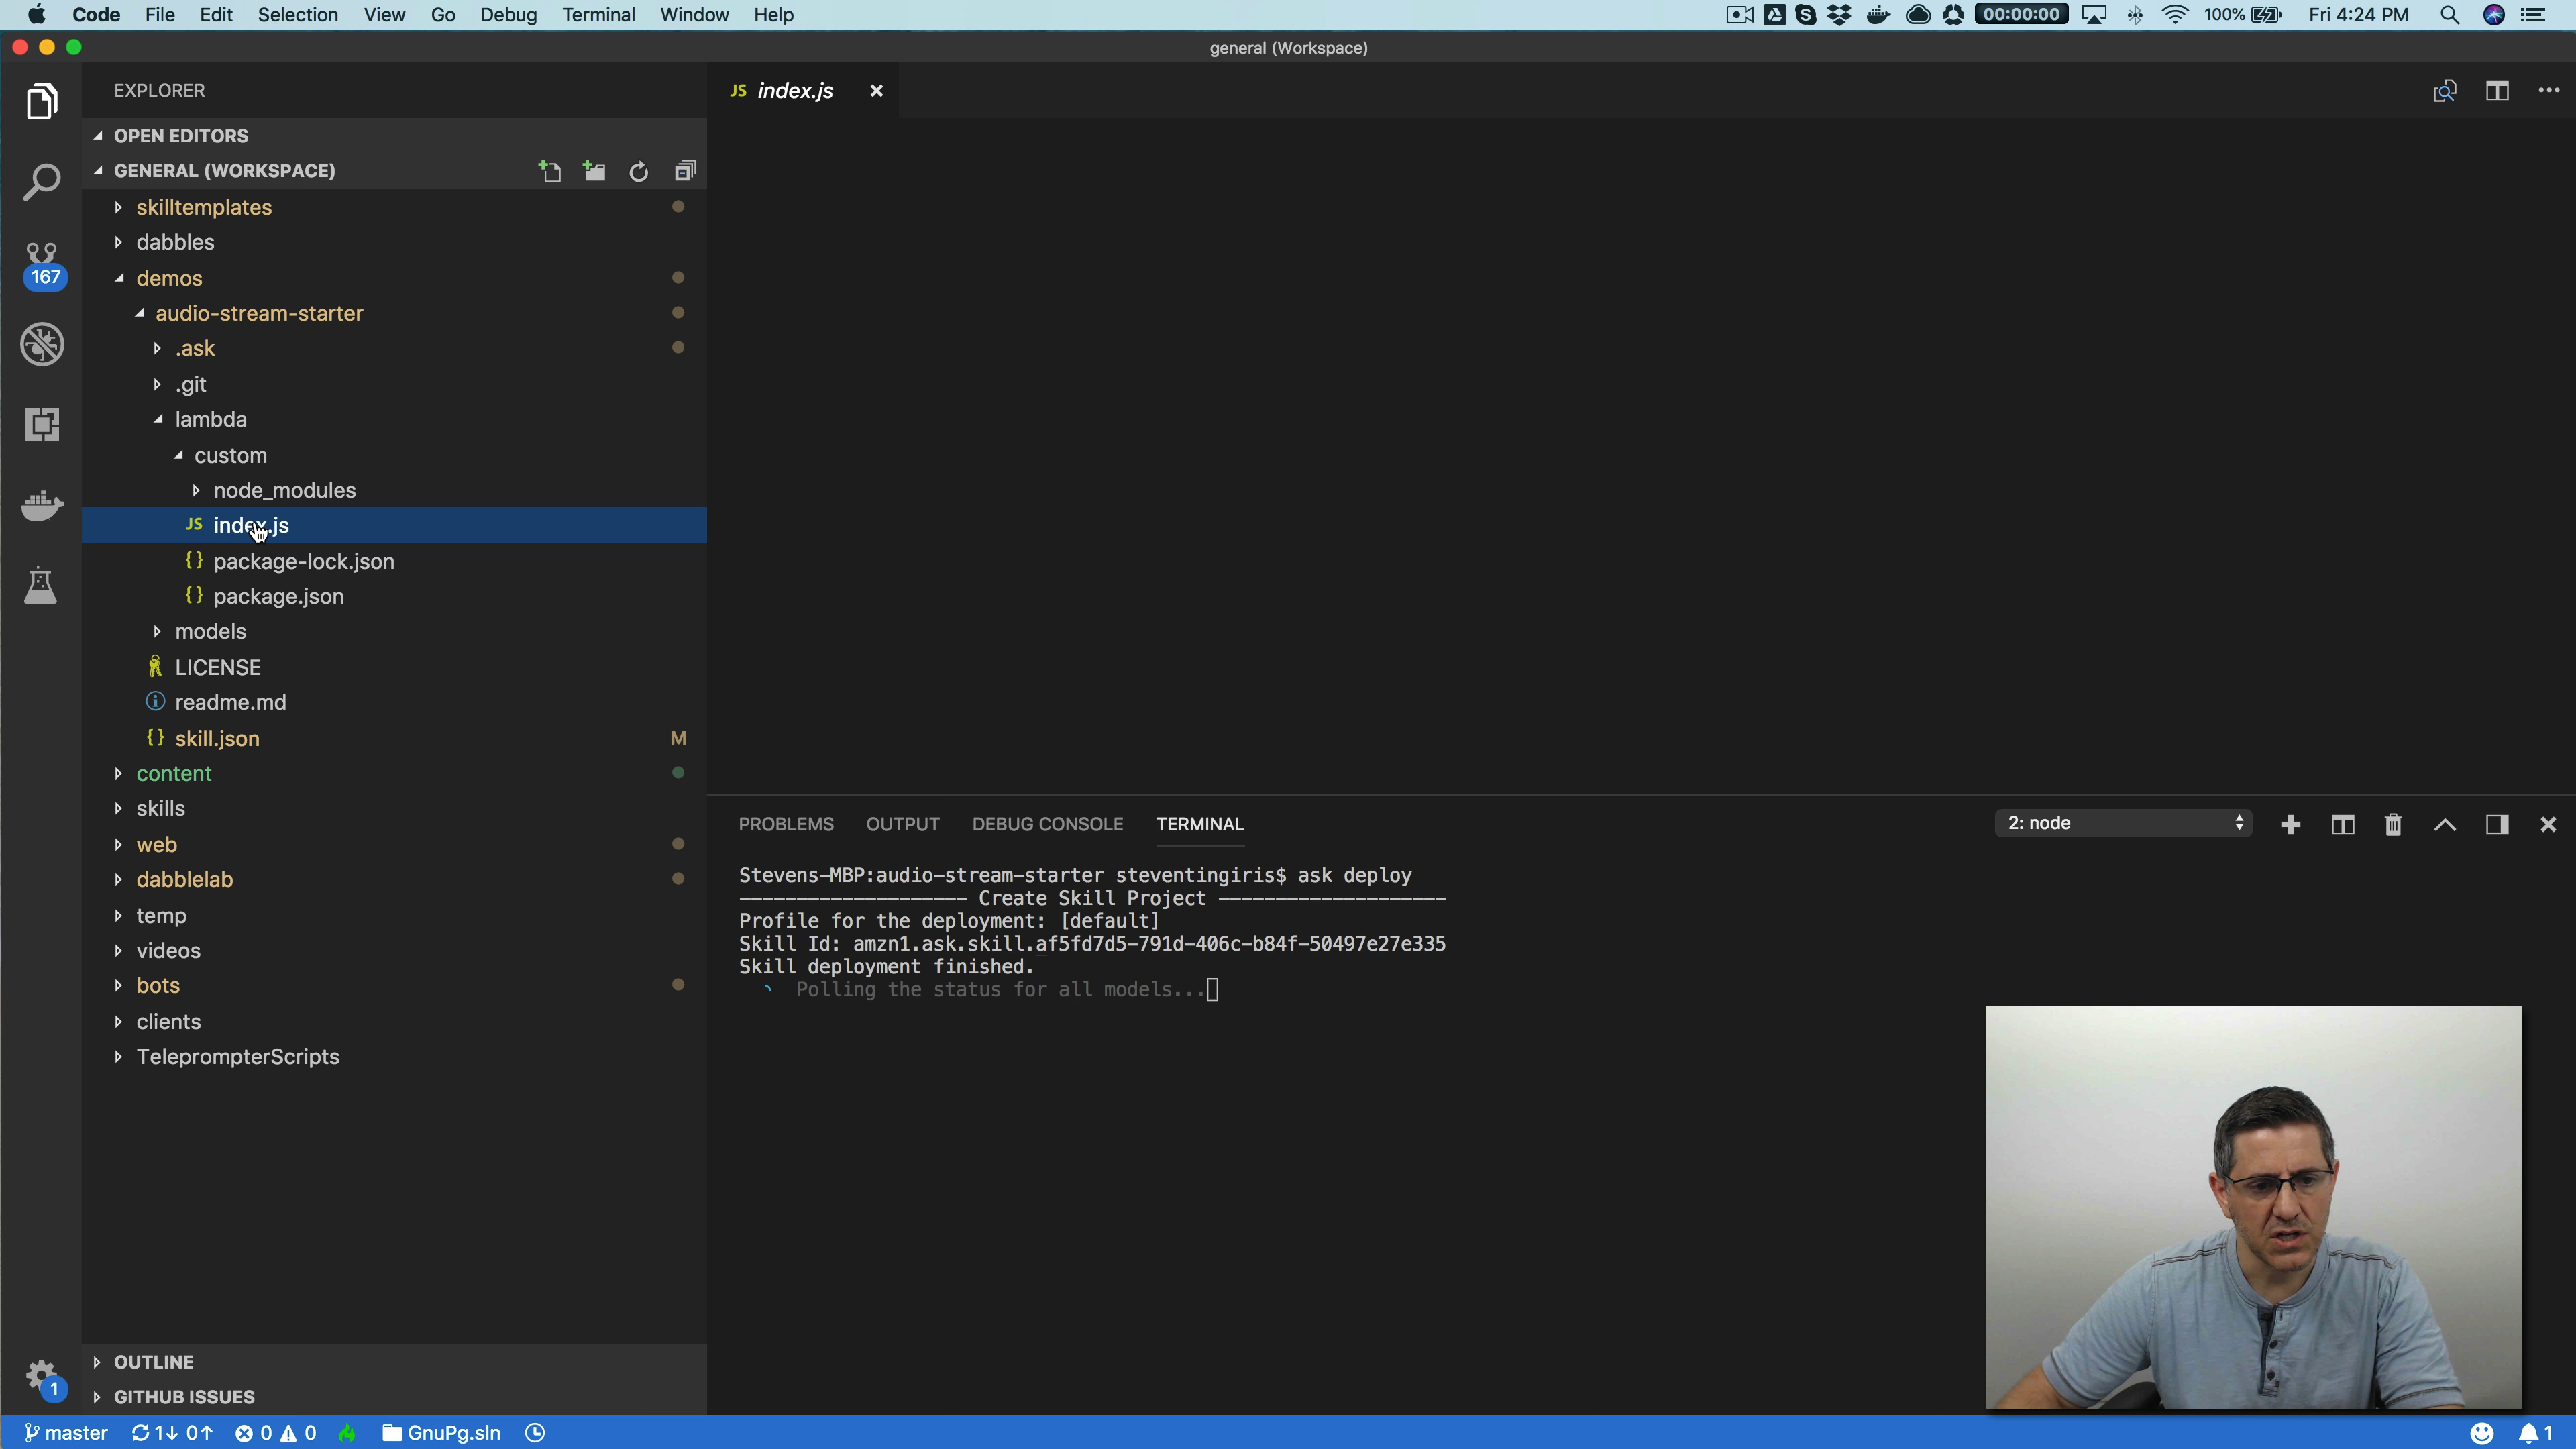 Code File Edit Selection View Go Debug Terminal Window Help
00:00:00 100% Fri 4:24 PM
general (Workspace)
EXPLORER
JS index.js
OPEN EDITORS
GENERAL (WORKSPACE)
skilltemplates
dabbles
167
demos
audio-stream-starter
.ask
.git
lambda
custom
node_modules
JS index.js
{} package-lock.json
{} package.json
models
LICENSE
readme.md
{} skill.json M
content
skills
web
dabblelab
temp
videos
bots
clients
TeleprompterScripts
PROBLEMS OUTPUT DEBUG CONSOLE TERMINAL
2: node
Stevens-MBP:audio-stream-starter steventingiris$ ask deploy
-------------------- Create Skill Project --------------------
Profile for the deployment: [default]
Skill Id: amzn1.ask.skill.af5fd7d5-791d-406c-b84f-50497e27e335
Skill deployment finished.
Polling the status for all models...
OUTLINE
1
GITHUB ISSUES
master 1↓ 0↑ 0 0 GnuPg.sln 1